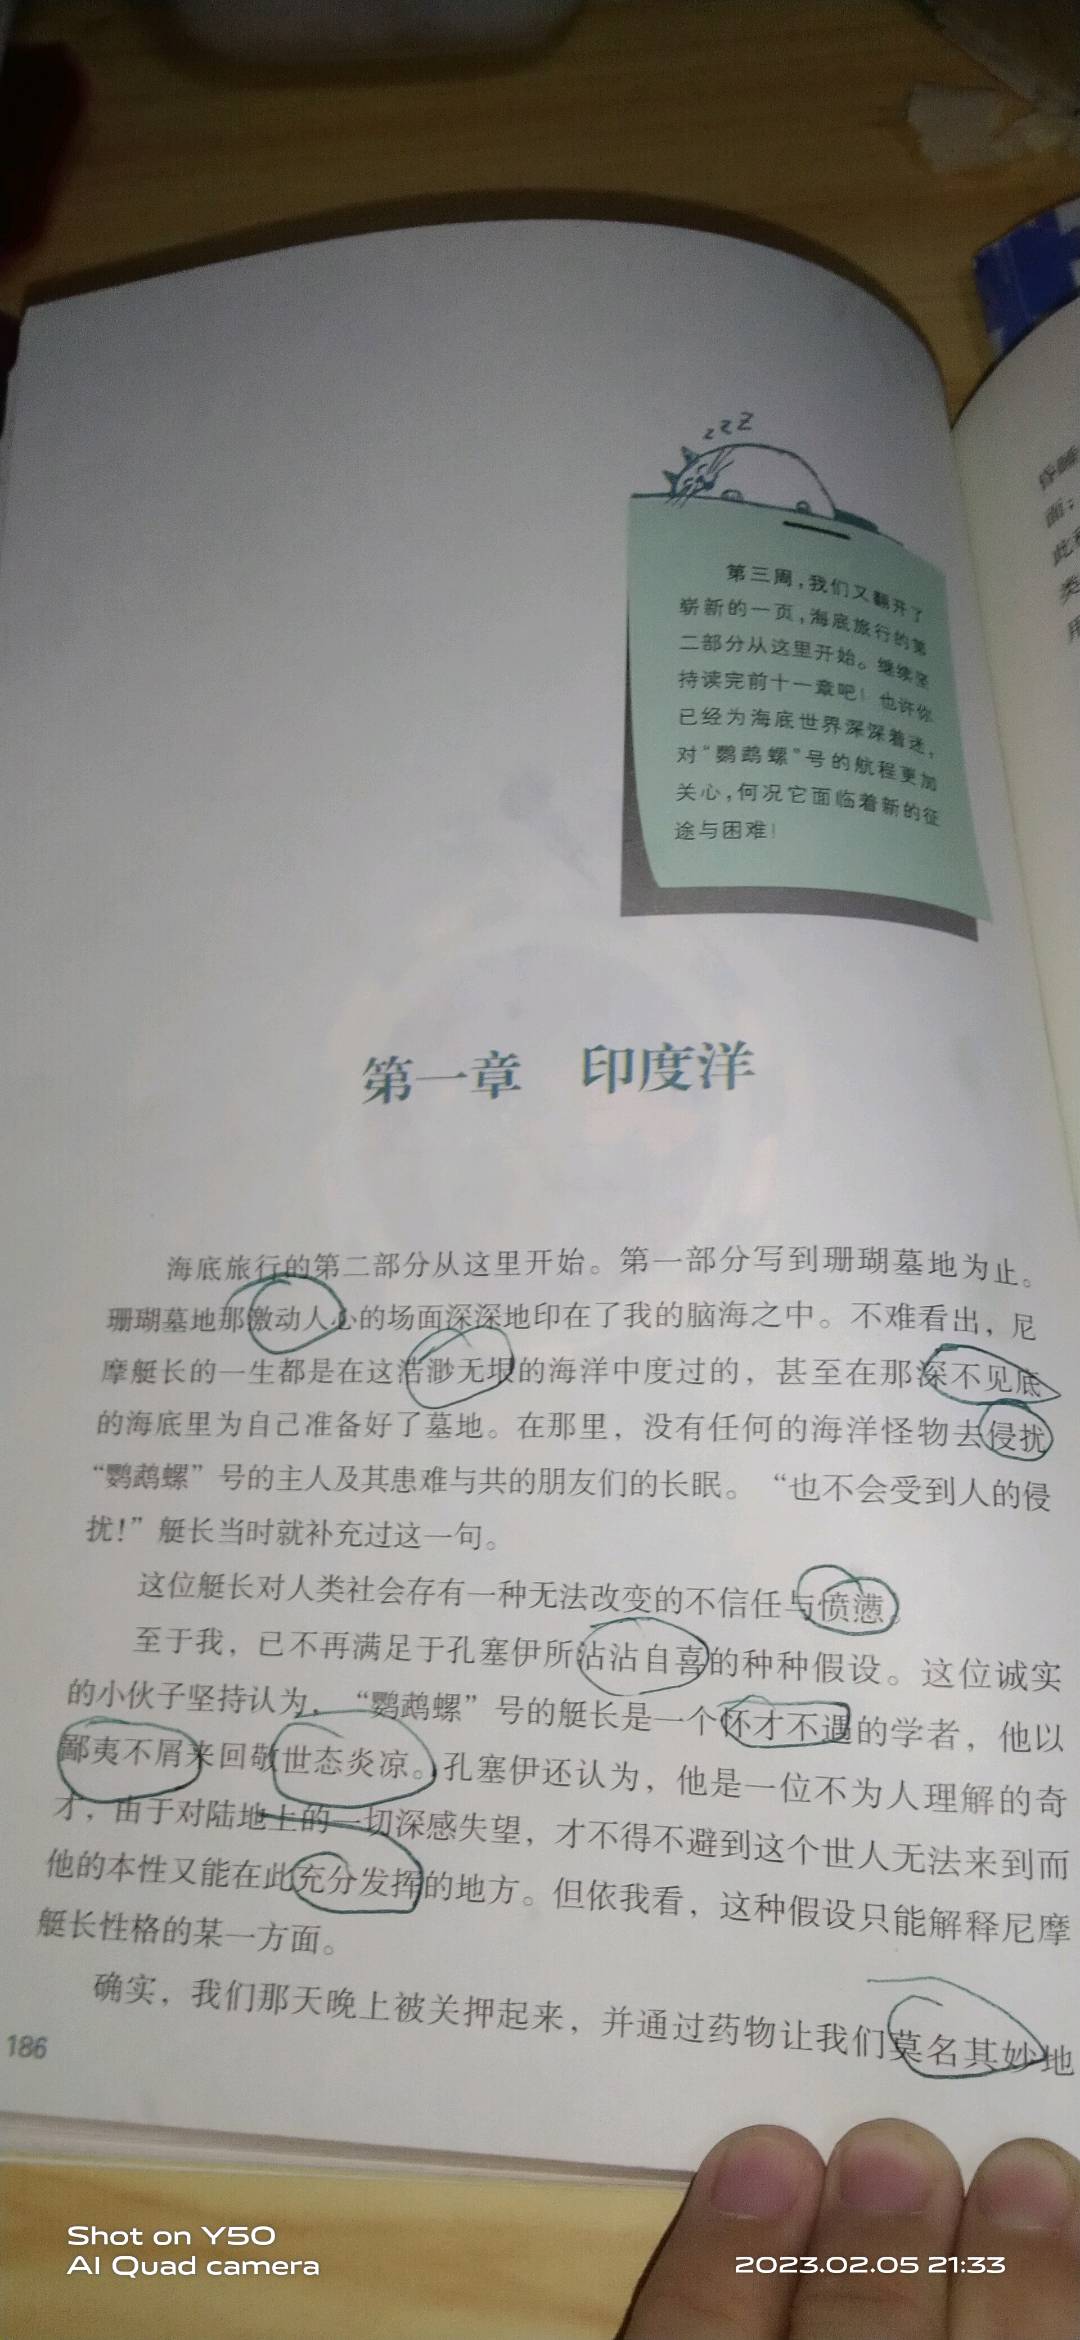 zzz
第三周，我们又翻开了
崭新的一页，海底旅行的第
二部分从这里开始。继续坚
持读完前十一章吧！也许你
已经为海底世界深深着迷，
对“鹦鹉螺”号的航程更加
关心，何况它面临着新的征
途与困难！
第一章 印度洋
海底旅行的第二部分从这里开始。第一部分写到珊瑚墓地为止。
珊瑚墓地那激动人心的场面深深地印在了我的脑海之中。不难看出，尼
摩艇长的一生都是在这浩渺无垠的海洋中度过的，甚至在那深不见底
的海底里为自己准备好了墓地。在那里，没有任何的海洋怪物去侵扰
“鹦鹉螺”号的主人及其患难与共的朋友们的长眠。“也不会受到人的侵
扰！”艇长当时就补充过这一句。
这位艇长对人类社会存有一种无法改变的不信任与愤懑。
至于我，已不再满足于孔塞伊所沾沾自喜的种种假设。这位诚实
的小伙子坚持认为，“鹦鹉螺”号的艇长是一个怀才不遇的学者，他以
鄙夷不屑来回敬世态炎凉。孔塞伊还认为，他是一位不为人理解的奇
才，由于对陆地上的一切深感失望，才不得不避到这个世人无法来到而
他的本性又能在此充分发挥的地方。但依我看，这种假设只能解释尼摩
艇长性格的某一方面。
确实，我们那天晚上被关押起来，并通过药物让我们莫名其妙地
186
昏睡
面；
此
类
用
Shot on Y50
AI Quad camera
2023.02.05 21:33